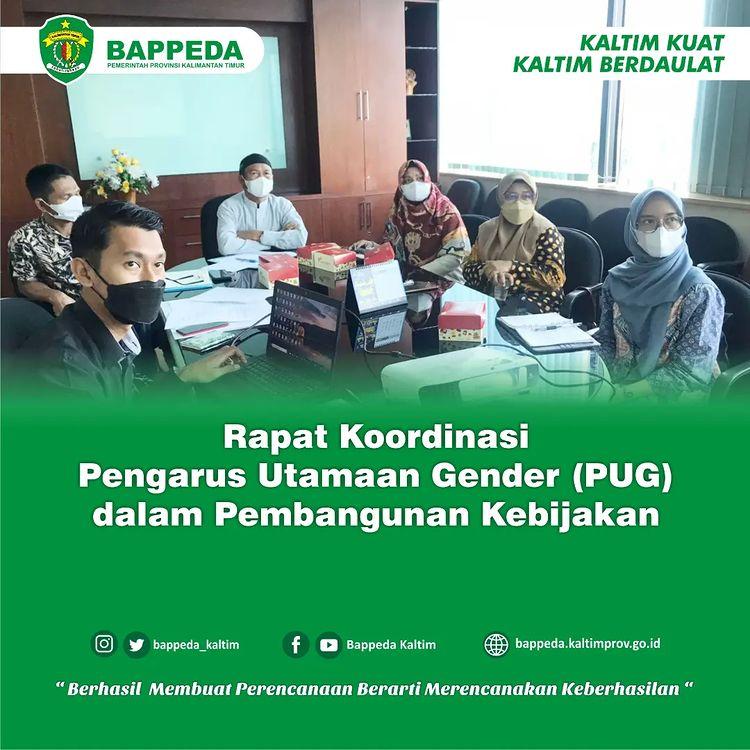 BAPPEDA
PEMERINTAH PROVINSI KALIMANTAN TIMUR
KALTIM KUAT
KALTIM BERDAULAT
Rapat Koordinasi
Pengarus Utamaan Gender (PUG)
dalam Pembangunan Kebijakan
bappeda_kaltim
Bappeda Kaltim
bappeda.kaltimprov.go.id
“ Berhasil Membuat Perencanaan Berarti Merencanakan Keberhasilan “